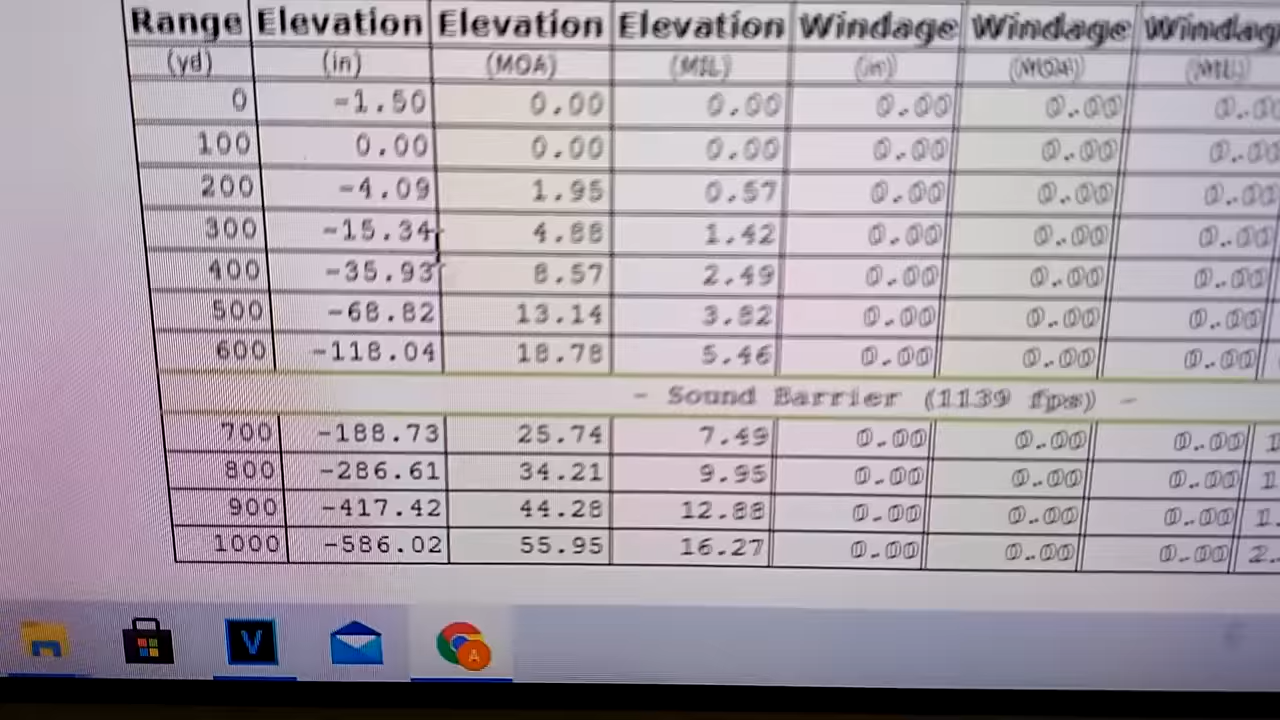 Range Elevation Elevation Elevation Windage Windage Windag
(yd) (in) (MOA) (MIL) (in) (MOA) (MIL)
0 -1.50 0.00 0.00 0.00 0.00 0.00
100 0.00 0.00 0.00 0.00 0.00 0.00
200 -4.09 1.95 0.57 0.00 0.00 0.00
300 -15.34 4.88 1.42 0.00 0.00 0.00
400 -35.93 8.57 2.49 0.00 0.00 0.00
500 -68.82 13.14 3.82 0.00 0.00 0.00
600 -118.04 18.78 5.46 0.00 0.00 0.00
- Sound Barrier (1139 fps) -
700 -188.73 25.74 7.49 0.00 0.00 0.00 1
800 -286.61 34.21 9.95 0.00 0.00 0.00 1
900 -417.42 44.28 12.88 0.00 0.00 0.00 1.
1000 -586.02 55.95 16.27 0.00 0.00 0.00 2.
V
A